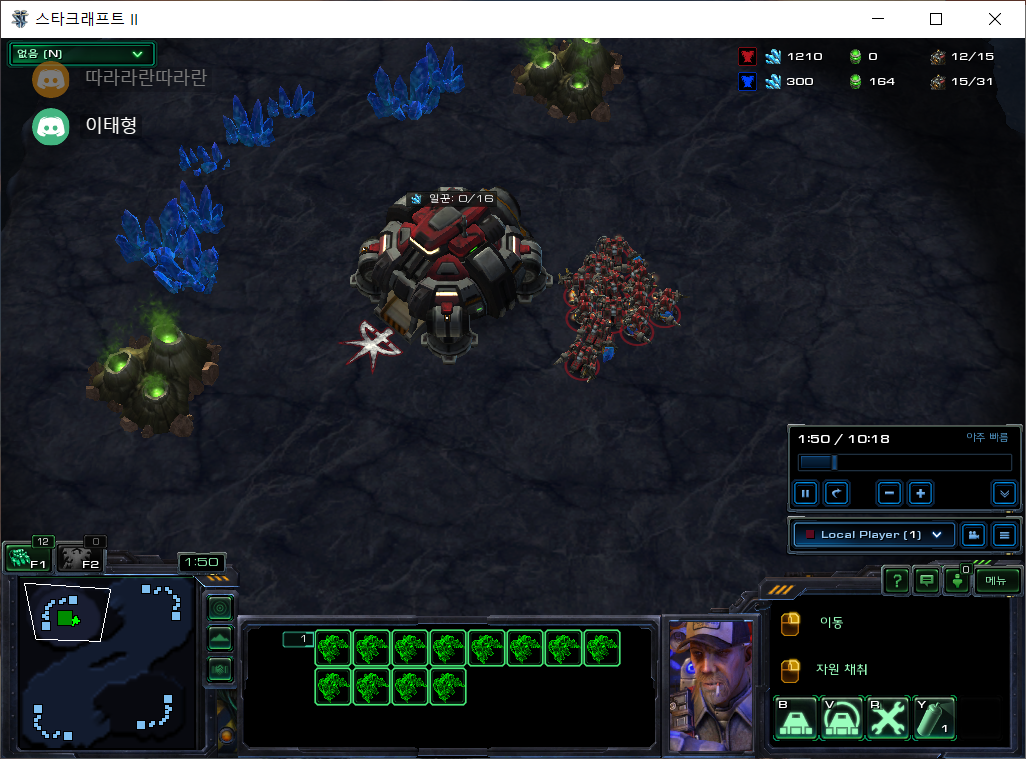 스타크래프트 II
없음 (N)
따라라란따라란
이태형
1210 0 12/15
300 164 15/31
일꾼: 0/16
1:50 / 10:18 아주 빠름
Local Player (1)
12 F1
0 F2
1:50
0
메뉴
1
이동
자원 채취
B V R Y 1